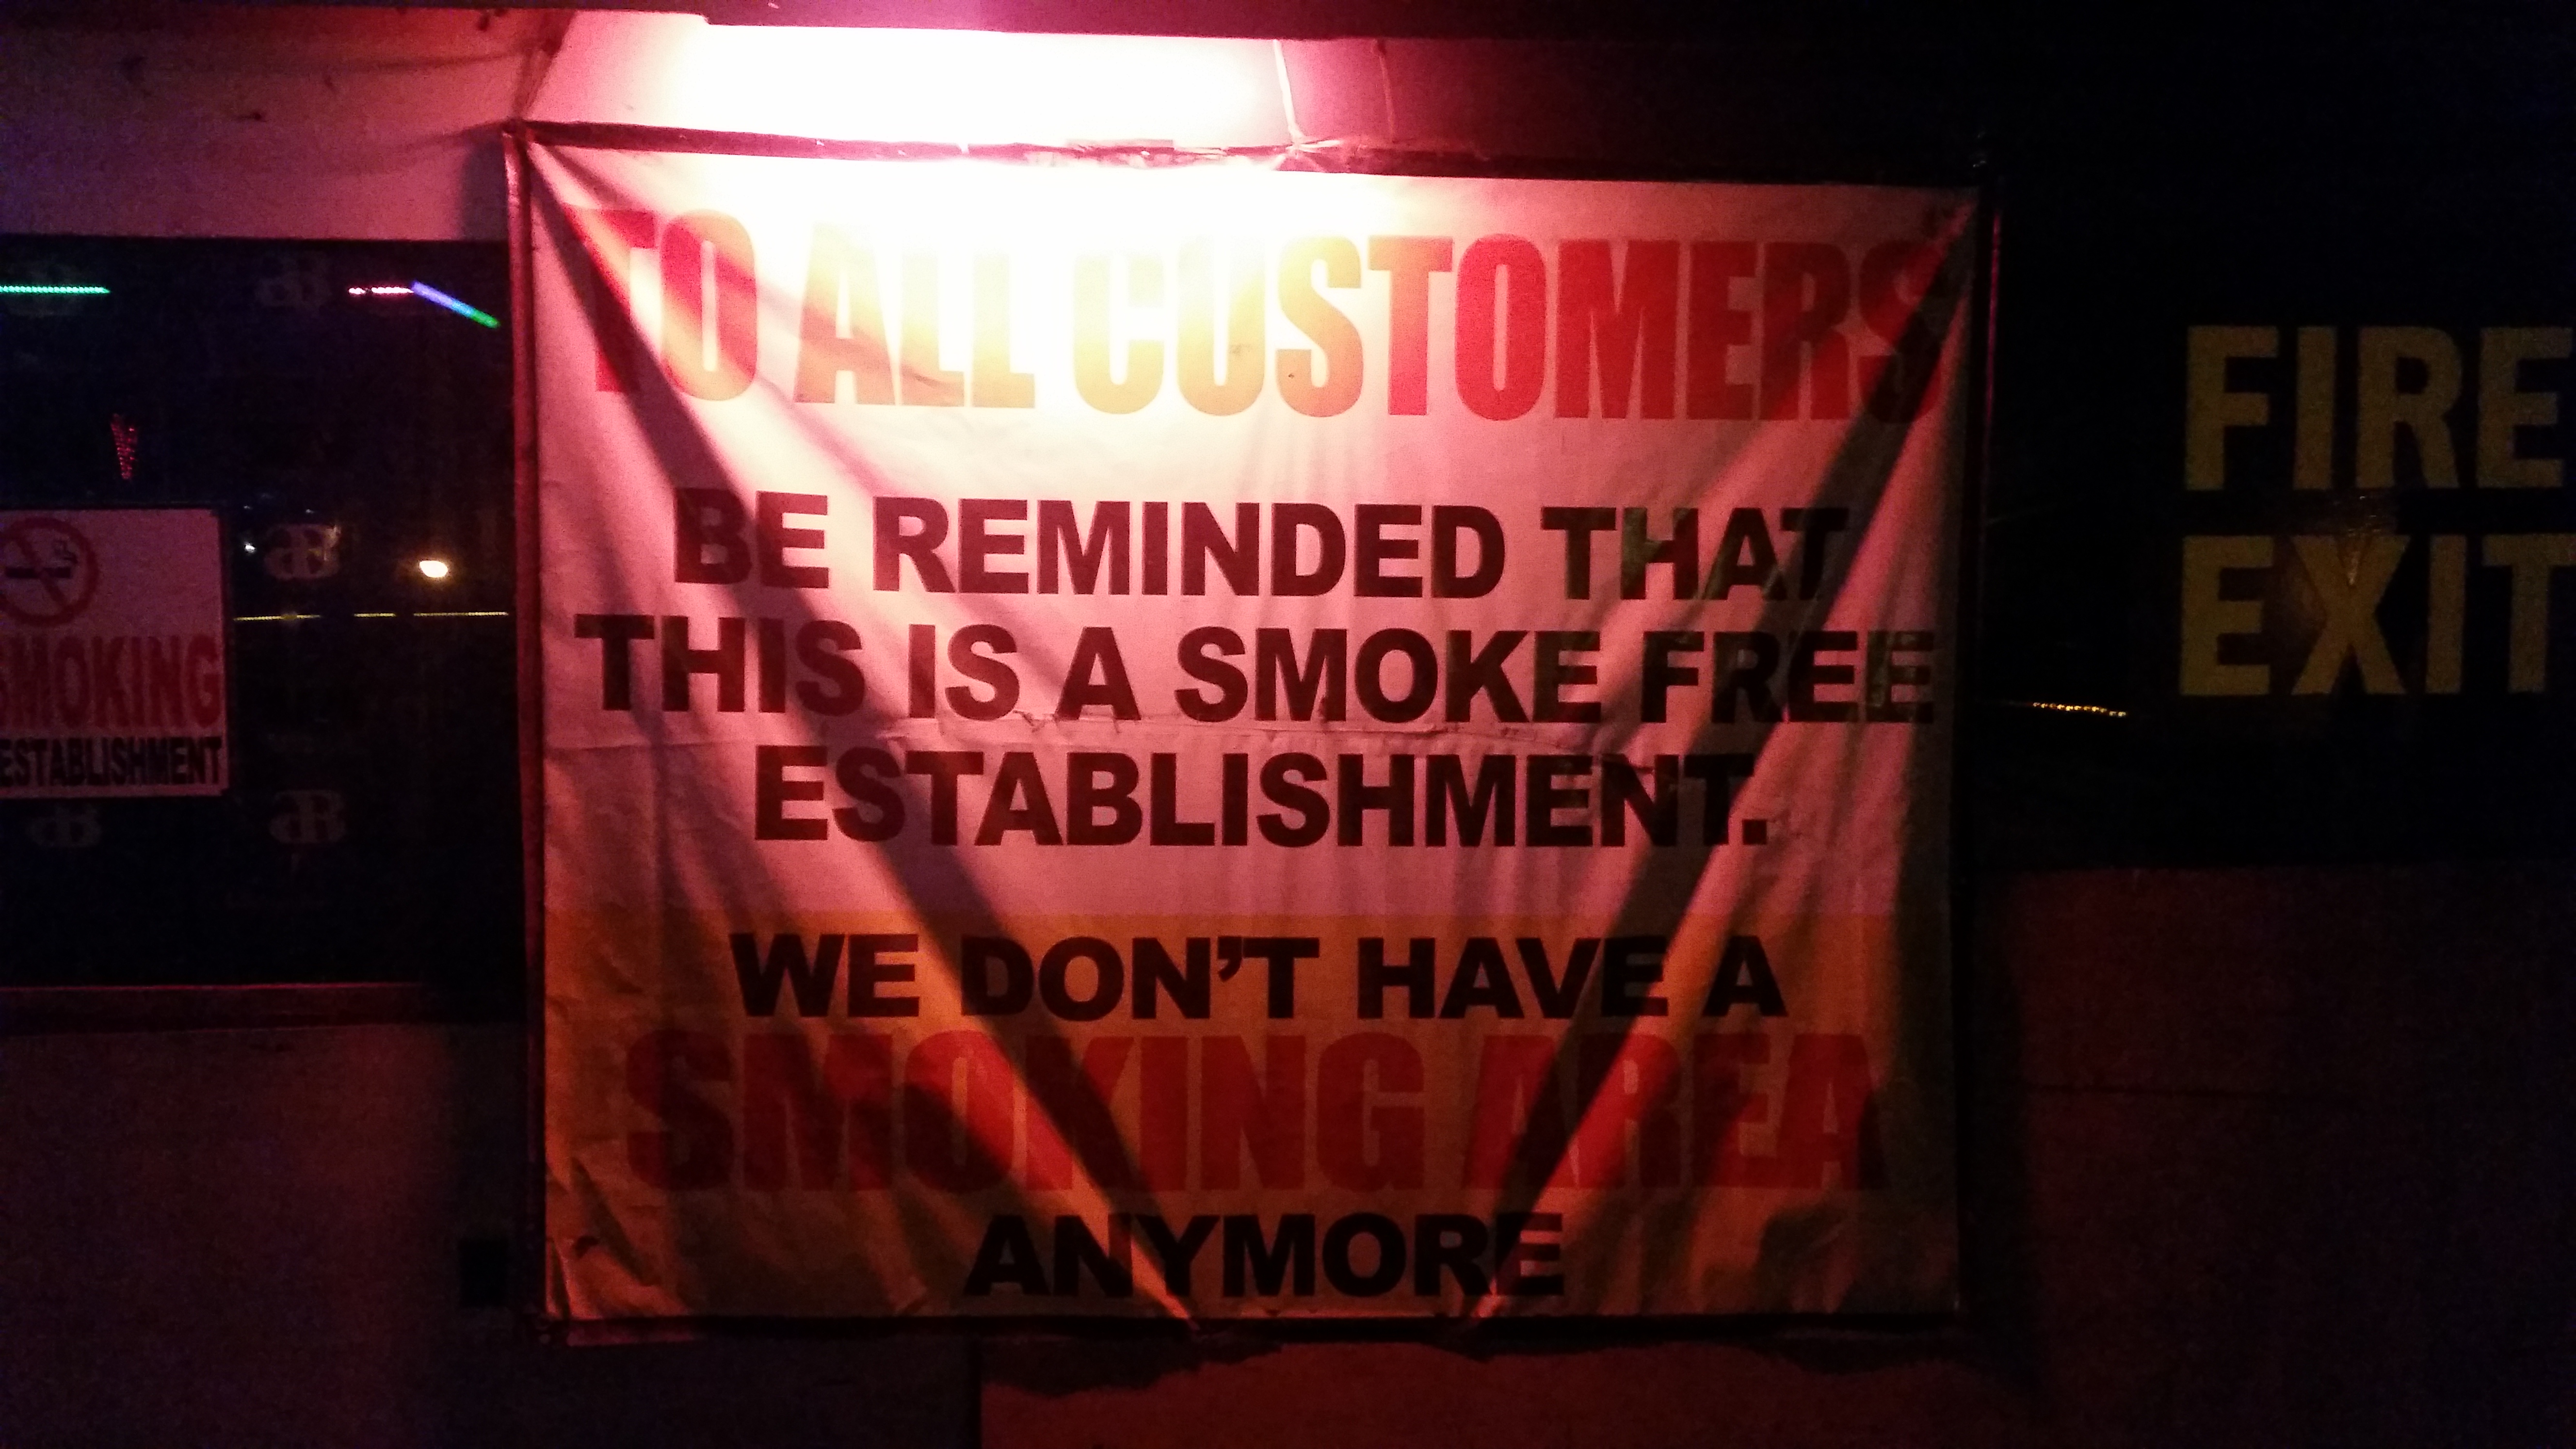 TO ALL CUSTOMERS
BE REMINDED THAT
THIS IS A SMOKE FREE
ESTABLISHMENT.
WE DON'T HAVE A
SMOKING AREA
ANYMORE
SMOKING
ESTABLISHMENT
FIRE
EXIT